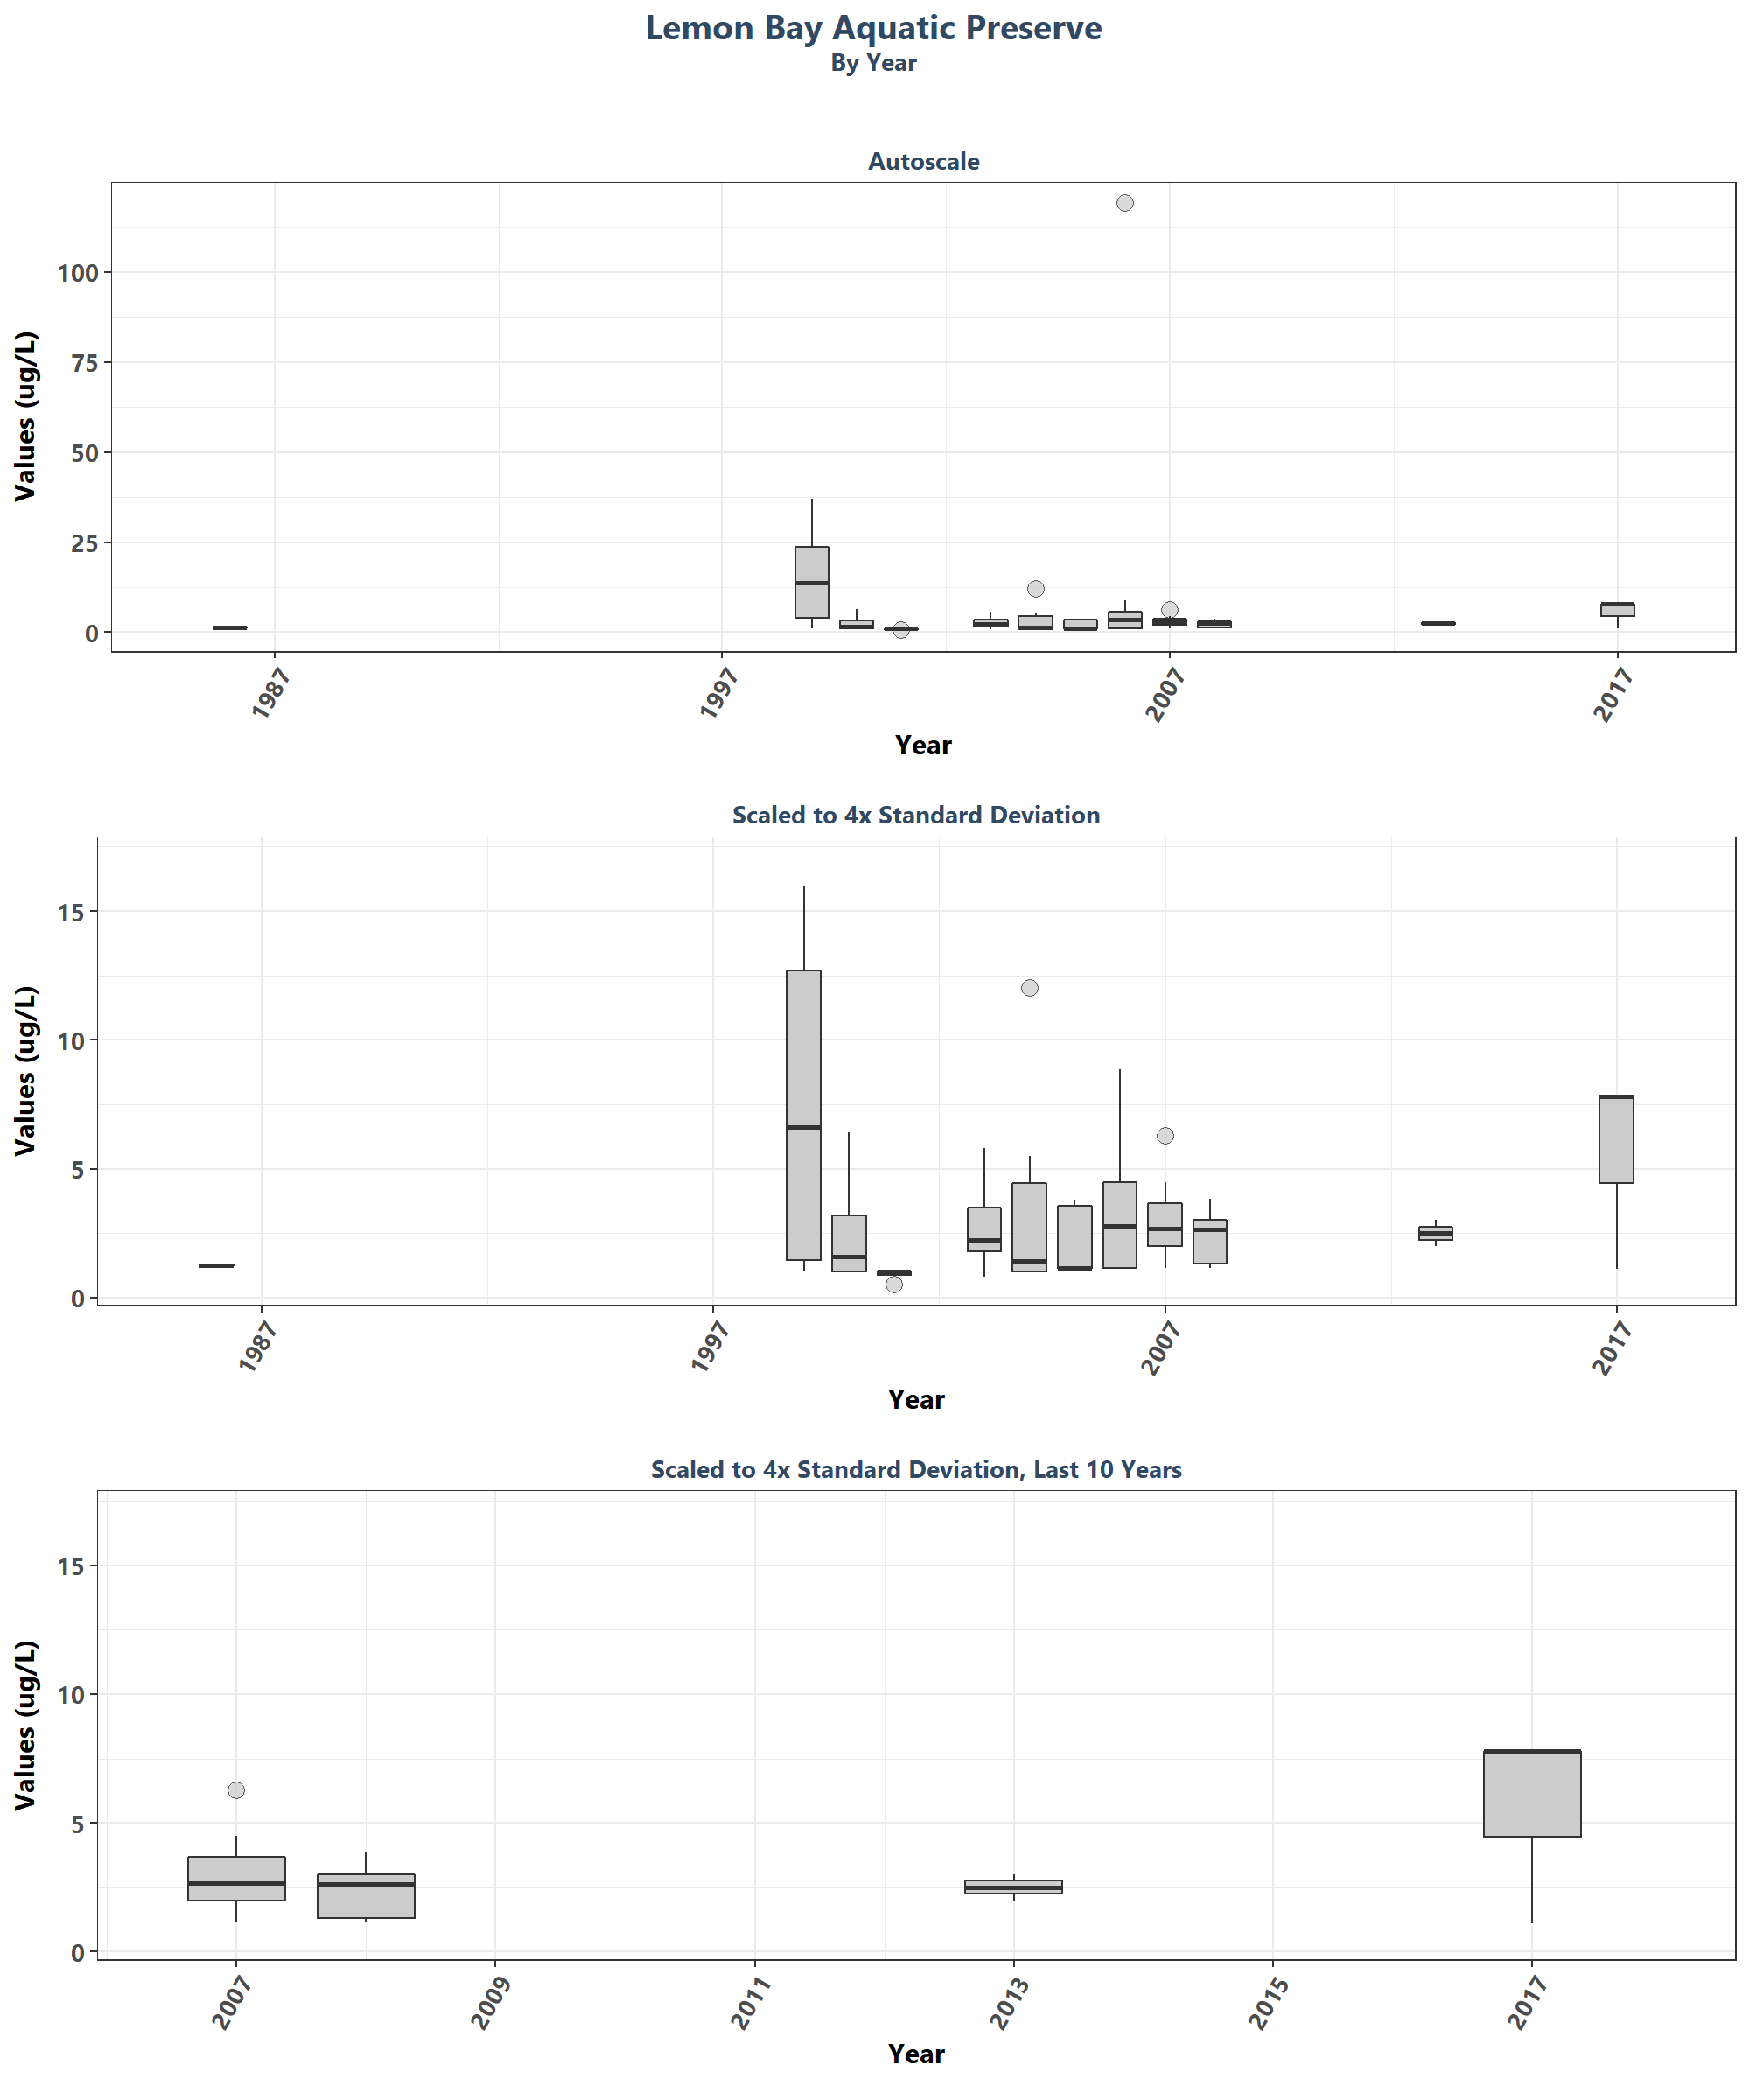 Lemon Bay Aquatic Preserve
By Year
Autoscale
Values (ug/L)
100
75
50
25
0
1987
1997
2007
2017
Year
Scaled to 4x Standard Deviation
Values (ug/L)
15
10
5
0
1987
1997
2007
2017
Year
Scaled to 4x Standard Deviation, Last 10 Years
Values (ug/L)
15
10
5
0
2007
2009
2011
2013
2015
2017
Year